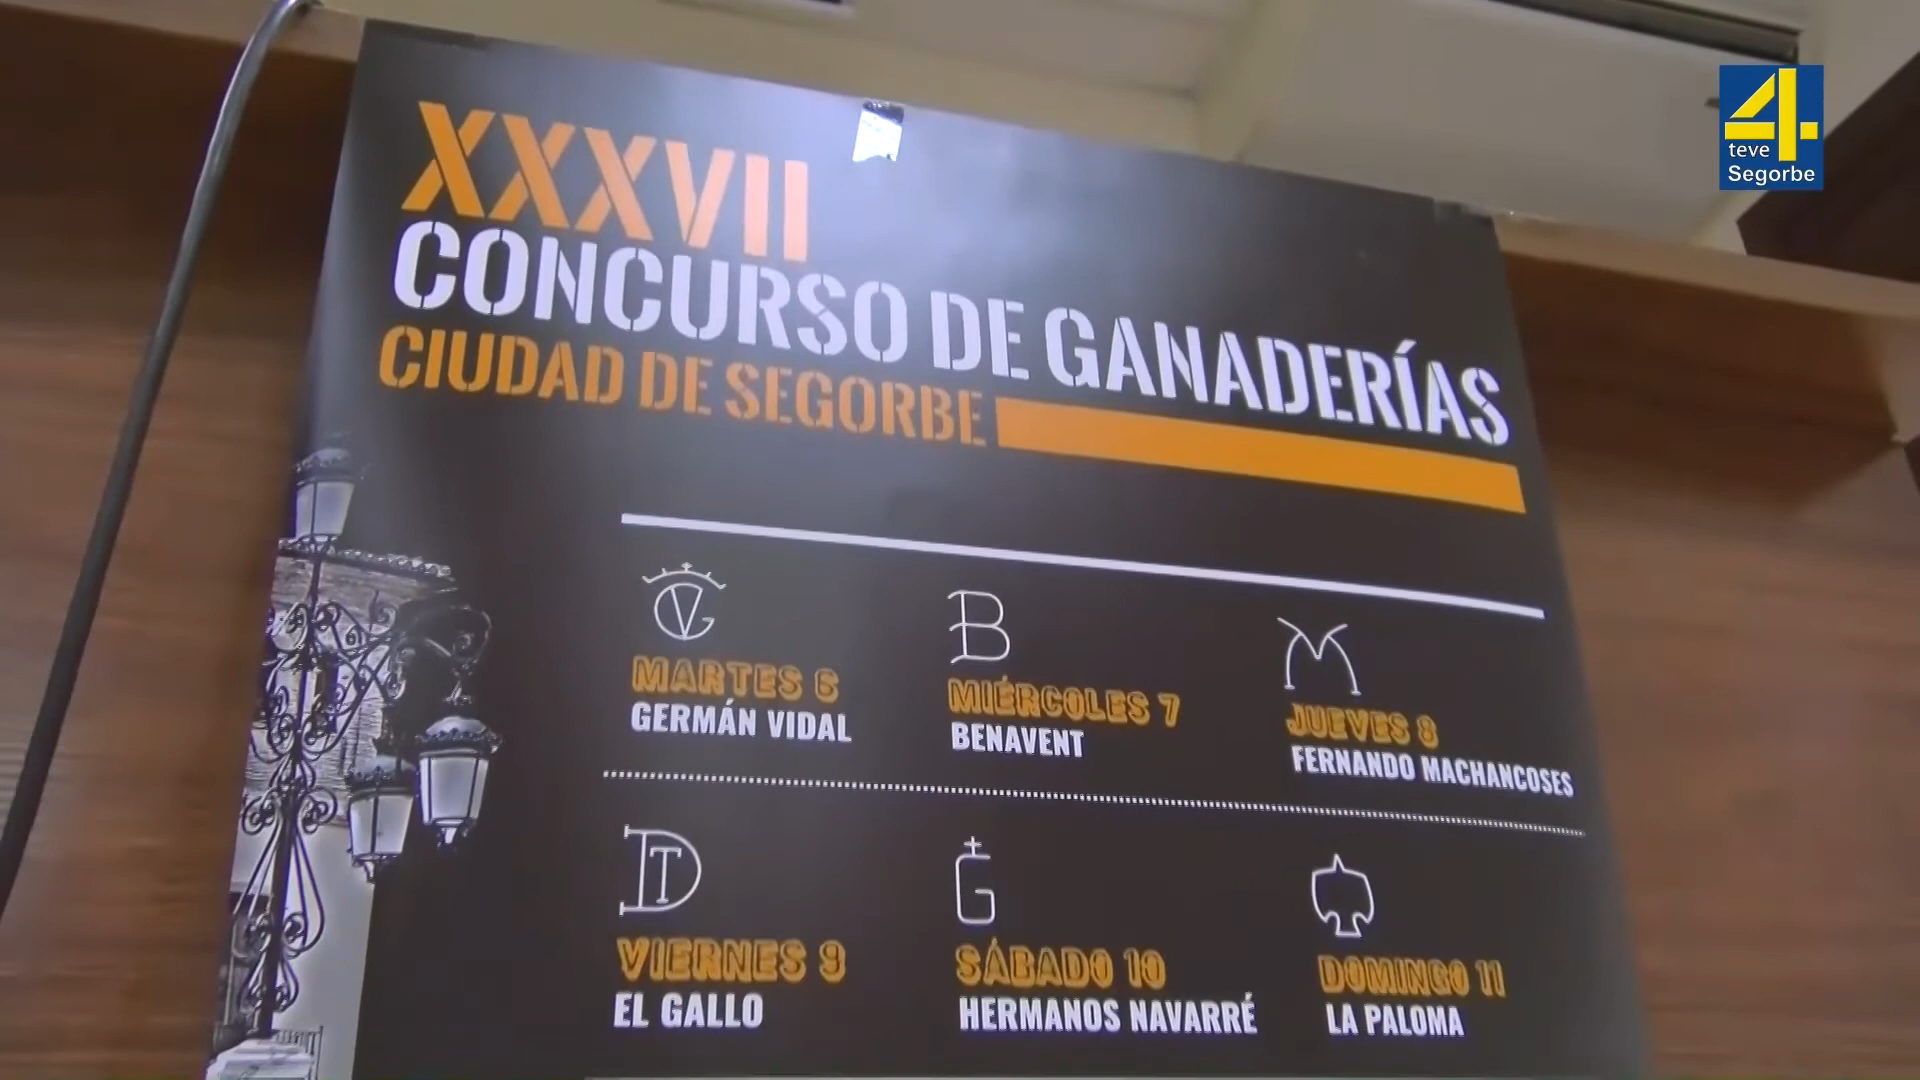 XXXVII
CONCURSO DE GANADERÍAS
CIUDAD DE SEGORBE
MARTES 6
GERMÁN VIDAL
MIÉRCOLES 7
BENAVENT
JUEVES 8
FERNANDO MACHANCOSES
VIERNES 9
EL GALLO
SÁBADO 10
HERMANOS NAVARRÉ
DOMINGO 11
LA PALOMA
4
teve
Segorbe